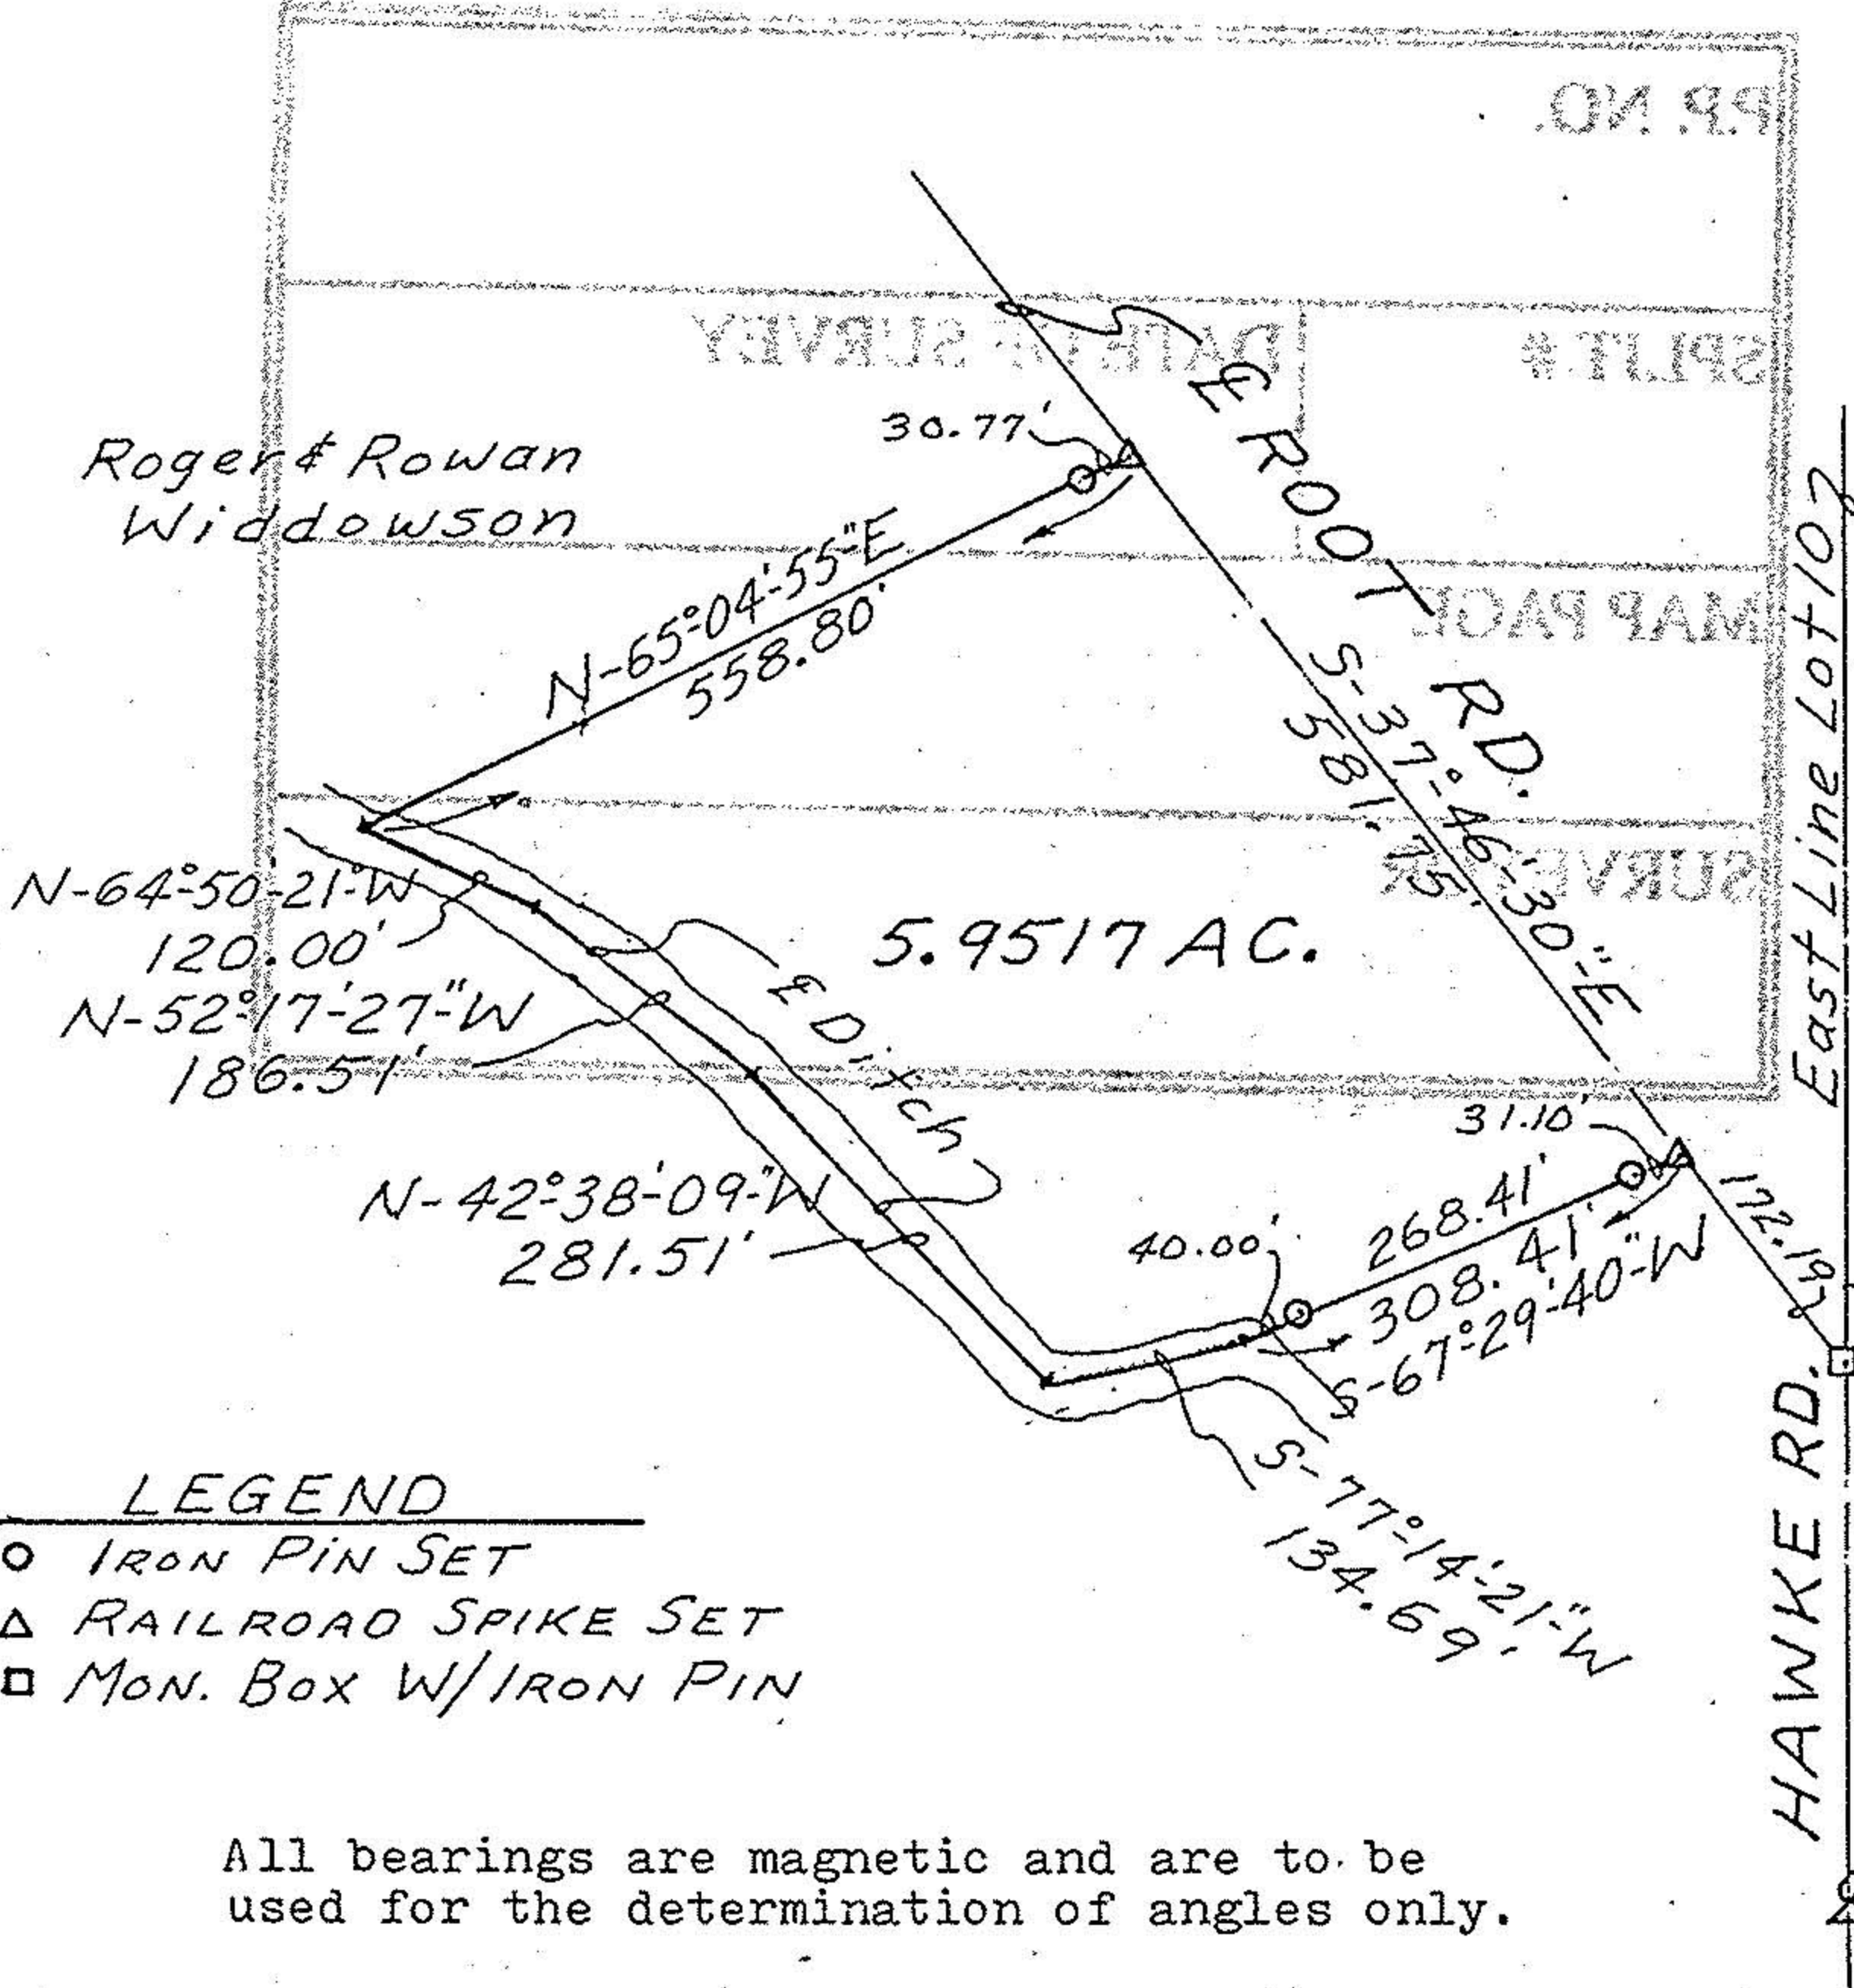 P.P. NO.
SPLIT #
DATE OF SURVEY
MAP PAGE
Roger & Rowan
Widdowson
30.77'
℄ ROOT RD.
N-65°-04'-55"-E
558.80'
S-37°-46'-30"-E
581.75'
East Line Lot 102
N-64°-50'-21"-W
120.00'
N-52°-17'-27"-W
186.51'
℄ Ditch
5.9517 AC.
N-42°-38'-09"-W
281.51'
31.10'
172.19'
40.00'
268.41'
308.41'
S-67°-29'-40"-W
S-77°-14'-21"-W
134.69'
HAWKE RD.
LEGEND
O IRON PIN SET
△ RAILROAD SPIKE SET
□ MON. BOX W/IRON PIN
All bearings are magnetic and are to be
used for the determination of angles only.